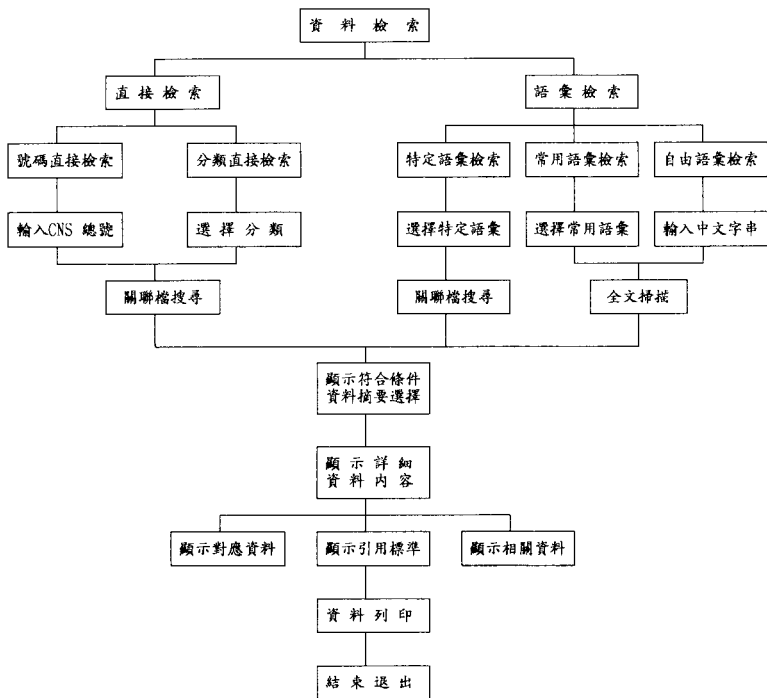 資料檢索
直接檢索
語彙檢索
號碼直接檢索
分類直接檢索
特定語彙檢索
常用語彙檢索
自由語彙檢索
輸入CNS 總號
選擇分類
選擇特定語彙
選擇常用語彙
輸入中文字串
關聯檔搜尋
關聯檔搜尋
全文掃描
顯示符合條件
資料摘要選擇
顯示詳細
資料內容
顯示對應資料
顯示引用標準
顯示相關資料
資料列印
結束退出